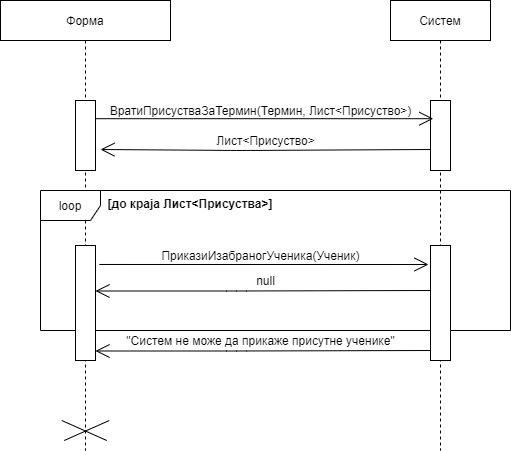 Форма
Систем
ВратиПрисустваЗаТермин(Термин, Лист<Присуство>)
Лист<Присуство>
loop
[до краја Лист<Присуства>]
ПрикажиИзабраногУченика(Ученик)
null
"Систем не може да прикаже присутне ученике"